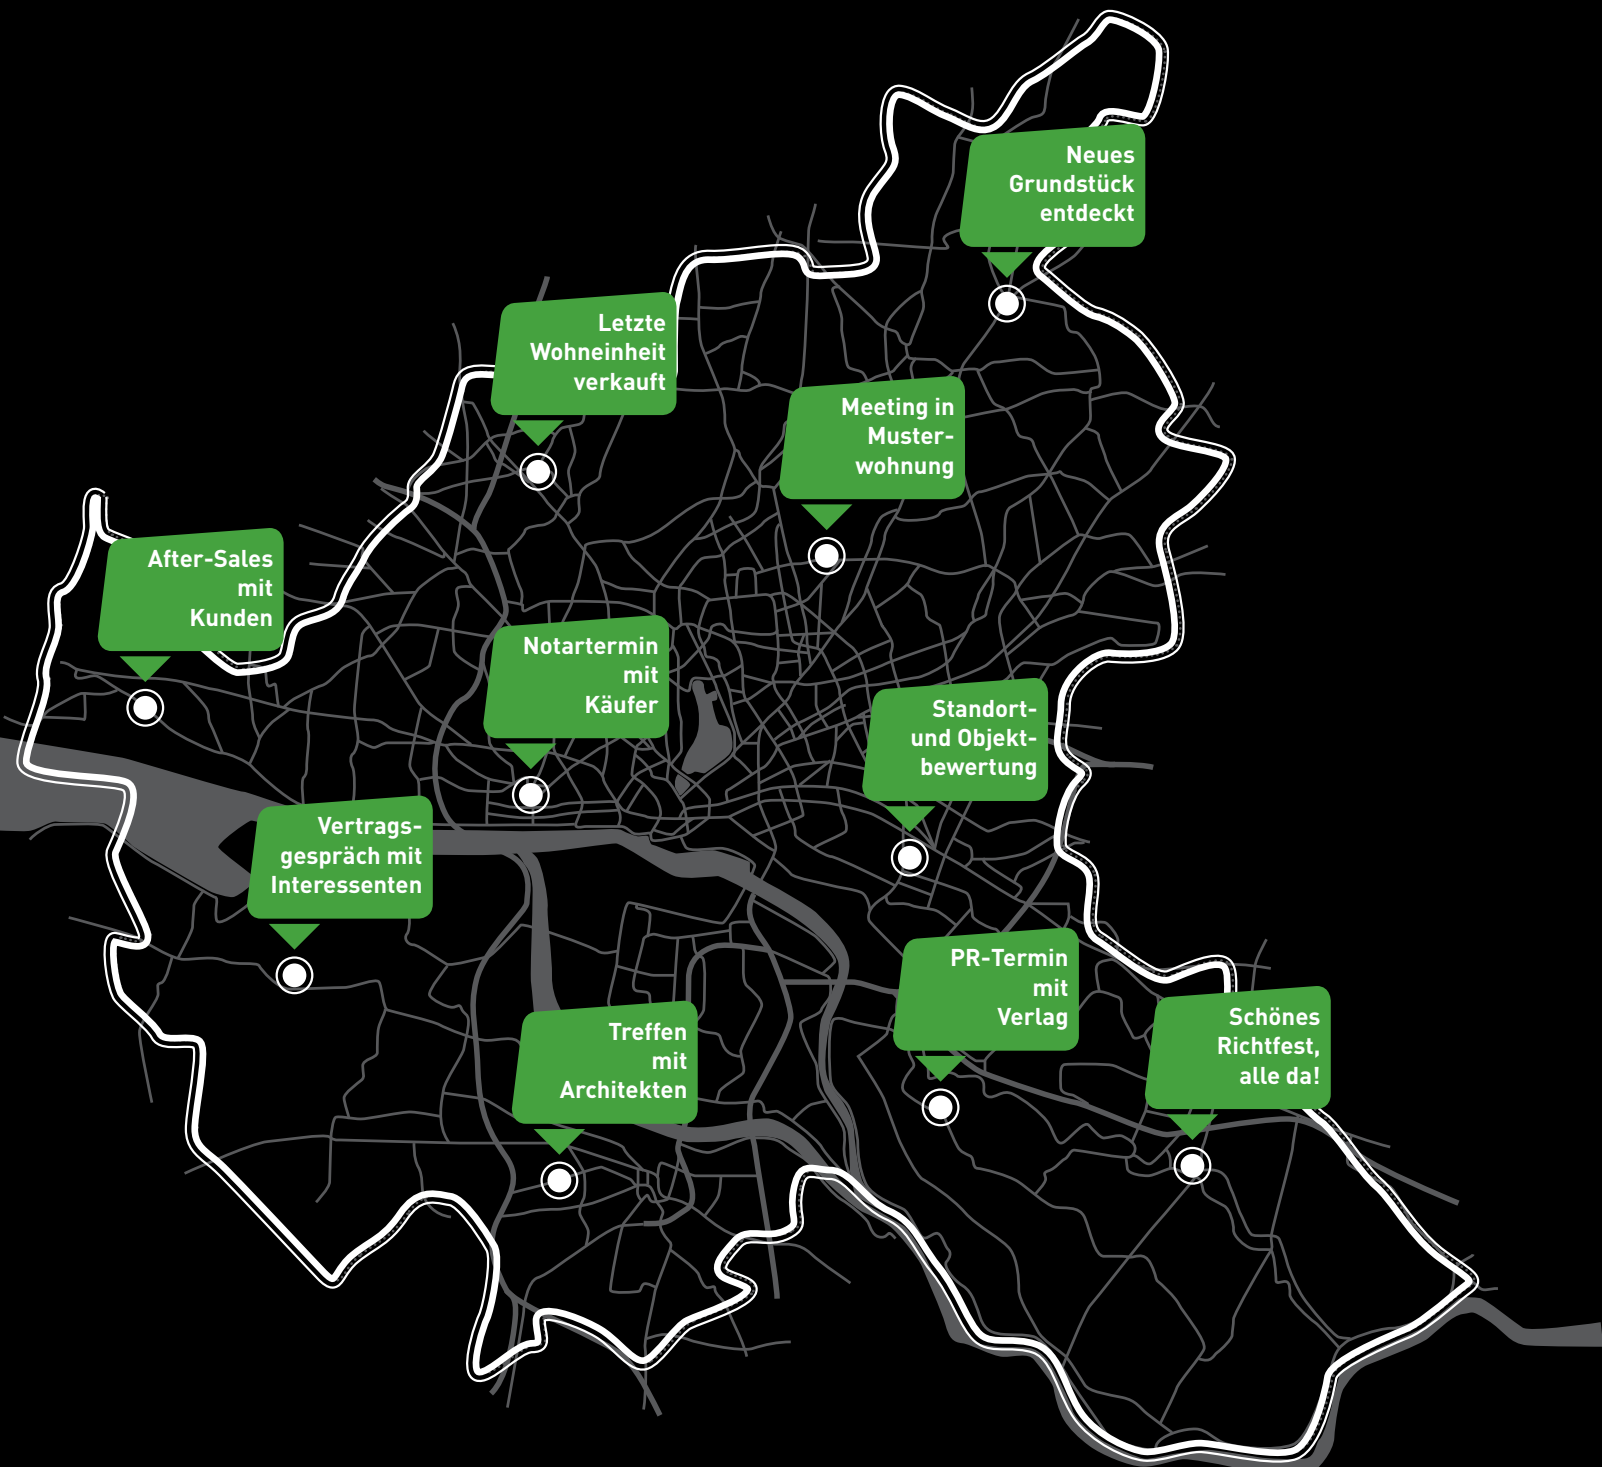 Neues
Grundstück
entdeckt
Letzte
Wohneinheit
verkauft
Meeting in
Muster-
wohnung
After-Sales
mit
Kunden
Notartermin
mit
Käufer
Standort-
und Objekt-
bewertung
Vertrags-
gespräch mit
Interessenten
PR-Termin
mit
Verlag
Schönes
Richtfest,
alle da!
Treffen
mit
Architekten